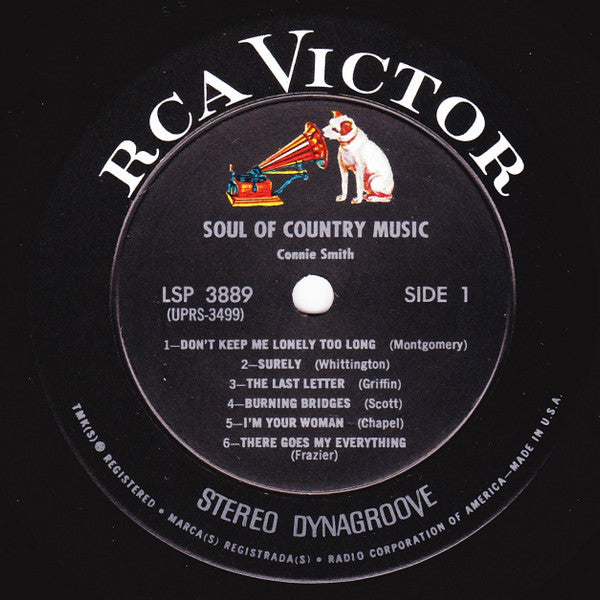 RCA VICTOR
SOUL OF COUNTRY MUSIC
Connie Smith
LSP 3889 SIDE 1
(UPRS-3499)
1—DON'T KEEP ME LONELY TOO LONG (Montgomery)
2—SURELY (Whittington)
3—THE LAST LETTER (Griffin)
4—BURNING BRIDGES (Scott)
5—I'M YOUR WOMAN (Chapel)
6—THERE GOES MY EVERYTHING
(Frazier)
STEREO DYNAGROOVE
TMK(S)® REGISTERED • MARCA(S) REGISTRADA(S) • RADIO CORPORATION OF AMERICA—MADE IN U.S.A.